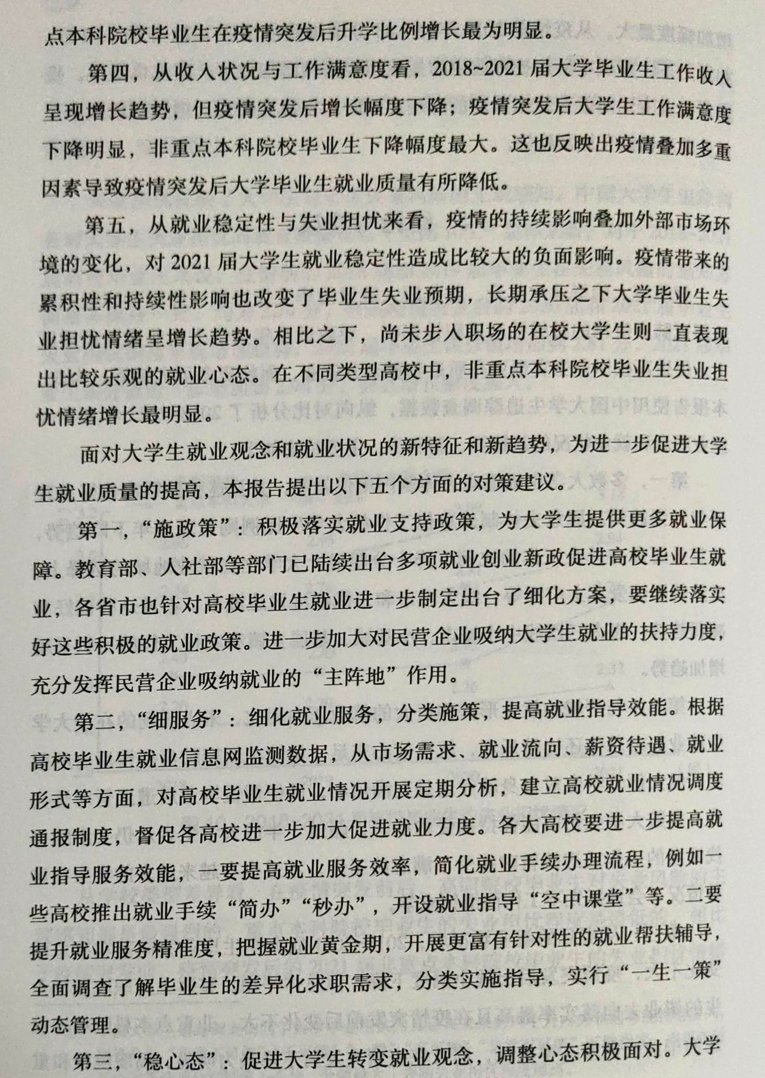 点本科院校毕业生在疫情突发后升学比例增长最为明显。
第四，从收入状况与工作满意度看，2018~2021 届大学毕业生工作收入
呈现增长趋势，但疫情突发后增长幅度下降；疫情突发后大学生工作满意度
下降明显，非重点本科院校毕业生下降幅度最大。这也反映出疫情叠加多重
因素导致疫情突发后大学毕业生就业质量有所降低。
第五，从就业稳定性与失业担忧来看，疫情的持续影响叠加外部市场环
境的变化，对 2021 届大学生就业稳定性造成比较大的负面影响。疫情带来的
累积性和持续性影响也改变了毕业生失业预期，长期承压之下大学毕业生失
业担忧情绪呈增长趋势。相比之下，尚未步入职场的在校大学生则一直表现
出比较乐观的就业心态。在不同类型高校中，非重点本科院校毕业生失业担
忧情绪增长最明显。
面对大学生就业观念和就业状况的新特征和新趋势，为进一步促进大学
生就业质量的提高，本报告提出以下五个方面的对策建议。
第一，“施政策”：积极落实就业支持政策，为大学生提供更多就业保
障。教育部、人社部等部门已陆续出台多项就业创业新政促进高校毕业生就
业，各省市也针对高校毕业生就业进一步制定出台了细化方案，要继续落实
好这些积极的就业政策。进一步加大对民营企业吸纳大学生就业的扶持力度，
充分发挥民营企业吸纳就业的“主阵地”作用。
第二，“细服务”：细化就业服务，分类施策，提高就业指导效能。根据
高校毕业生就业信息网监测数据，从市场需求、就业流向、薪资待遇、就业
形式等方面，对高校毕业生就业情况开展定期分析，建立高校就业情况调度
通报制度，督促各高校进一步加大促进就业力度。各大高校要进一步提高就
业指导服务效能，一要提高就业服务效率，简化就业手续办理流程，例如一
些高校推出就业手续“简办”“秒办”，开设就业指导“空中课堂”等。二要
提升就业服务精准度，把握就业黄金期，开展更富有针对性的就业帮扶辅导，
全面调查了解毕业生的差异化求职需求，分类实施指导，实行“一生一策”
动态管理。
第三，“稳心态”：促进大学生转变就业观念，调整心态积极面对。大学